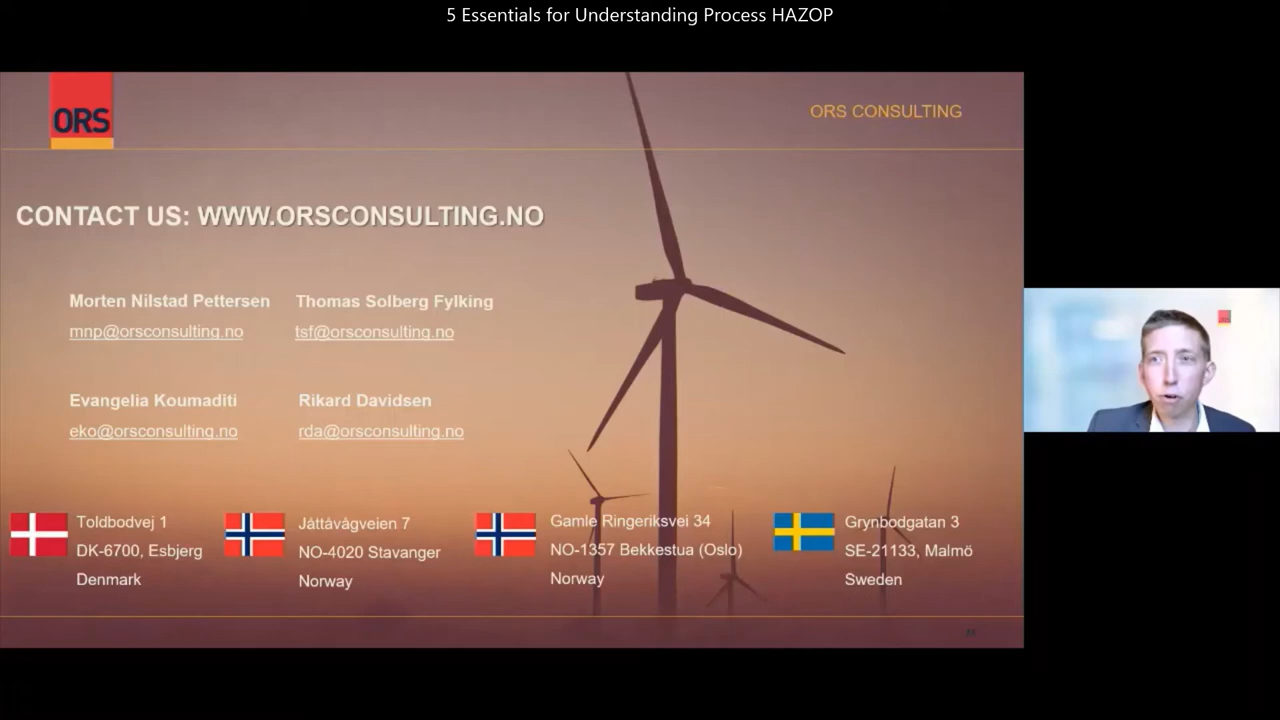 5 Essentials for Understanding Process HAZOP
ORS
ORS CONSULTING
CONTACT US: WWW.ORSCONSULTING.NO
Morten Nilstad Pettersen
mnp@orsconsulting.no
Thomas Solberg Fylking
tsf@orsconsulting.no
Evangelia Koumaditi
eko@orsconsulting.no
Rikard Davidsen
rda@orsconsulting.no
Toldbodvej 1
DK-6700, Esbjerg
Denmark
Jåttåvågveien 7
NO-4020 Stavanger
Norway
Gamle Ringeriksvei 34
NO-1357 Bekkestua (Oslo)
Norway
Grynbodgatan 3
SE-21133, Malmö
Sweden